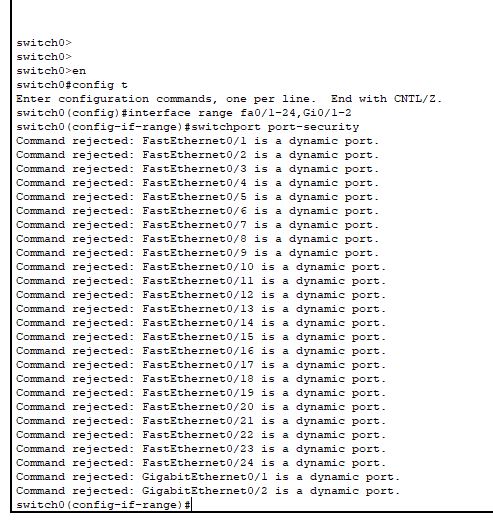 switch0>
switch0>
switch0>en
switch0#config t
Enter configuration commands, one per line.  End with CNTL/Z.
switch0(config)#interface range fa0/1-24,Gi0/1-2
switch0(config-if-range)#switchport port-security
Command rejected: FastEthernet0/1 is a dynamic port.
Command rejected: FastEthernet0/2 is a dynamic port.
Command rejected: FastEthernet0/3 is a dynamic port.
Command rejected: FastEthernet0/4 is a dynamic port.
Command rejected: FastEthernet0/5 is a dynamic port.
Command rejected: FastEthernet0/6 is a dynamic port.
Command rejected: FastEthernet0/7 is a dynamic port.
Command rejected: FastEthernet0/8 is a dynamic port.
Command rejected: FastEthernet0/9 is a dynamic port.
Command rejected: FastEthernet0/10 is a dynamic port.
Command rejected: FastEthernet0/11 is a dynamic port.
Command rejected: FastEthernet0/12 is a dynamic port.
Command rejected: FastEthernet0/13 is a dynamic port.
Command rejected: FastEthernet0/14 is a dynamic port.
Command rejected: FastEthernet0/15 is a dynamic port.
Command rejected: FastEthernet0/16 is a dynamic port.
Command rejected: FastEthernet0/17 is a dynamic port.
Command rejected: FastEthernet0/18 is a dynamic port.
Command rejected: FastEthernet0/19 is a dynamic port.
Command rejected: FastEthernet0/20 is a dynamic port.
Command rejected: FastEthernet0/21 is a dynamic port.
Command rejected: FastEthernet0/22 is a dynamic port.
Command rejected: FastEthernet0/23 is a dynamic port.
Command rejected: FastEthernet0/24 is a dynamic port.
Command rejected: GigabitEthernet0/1 is a dynamic port.
Command rejected: GigabitEthernet0/2 is a dynamic port.
switch0(config-if-range)#